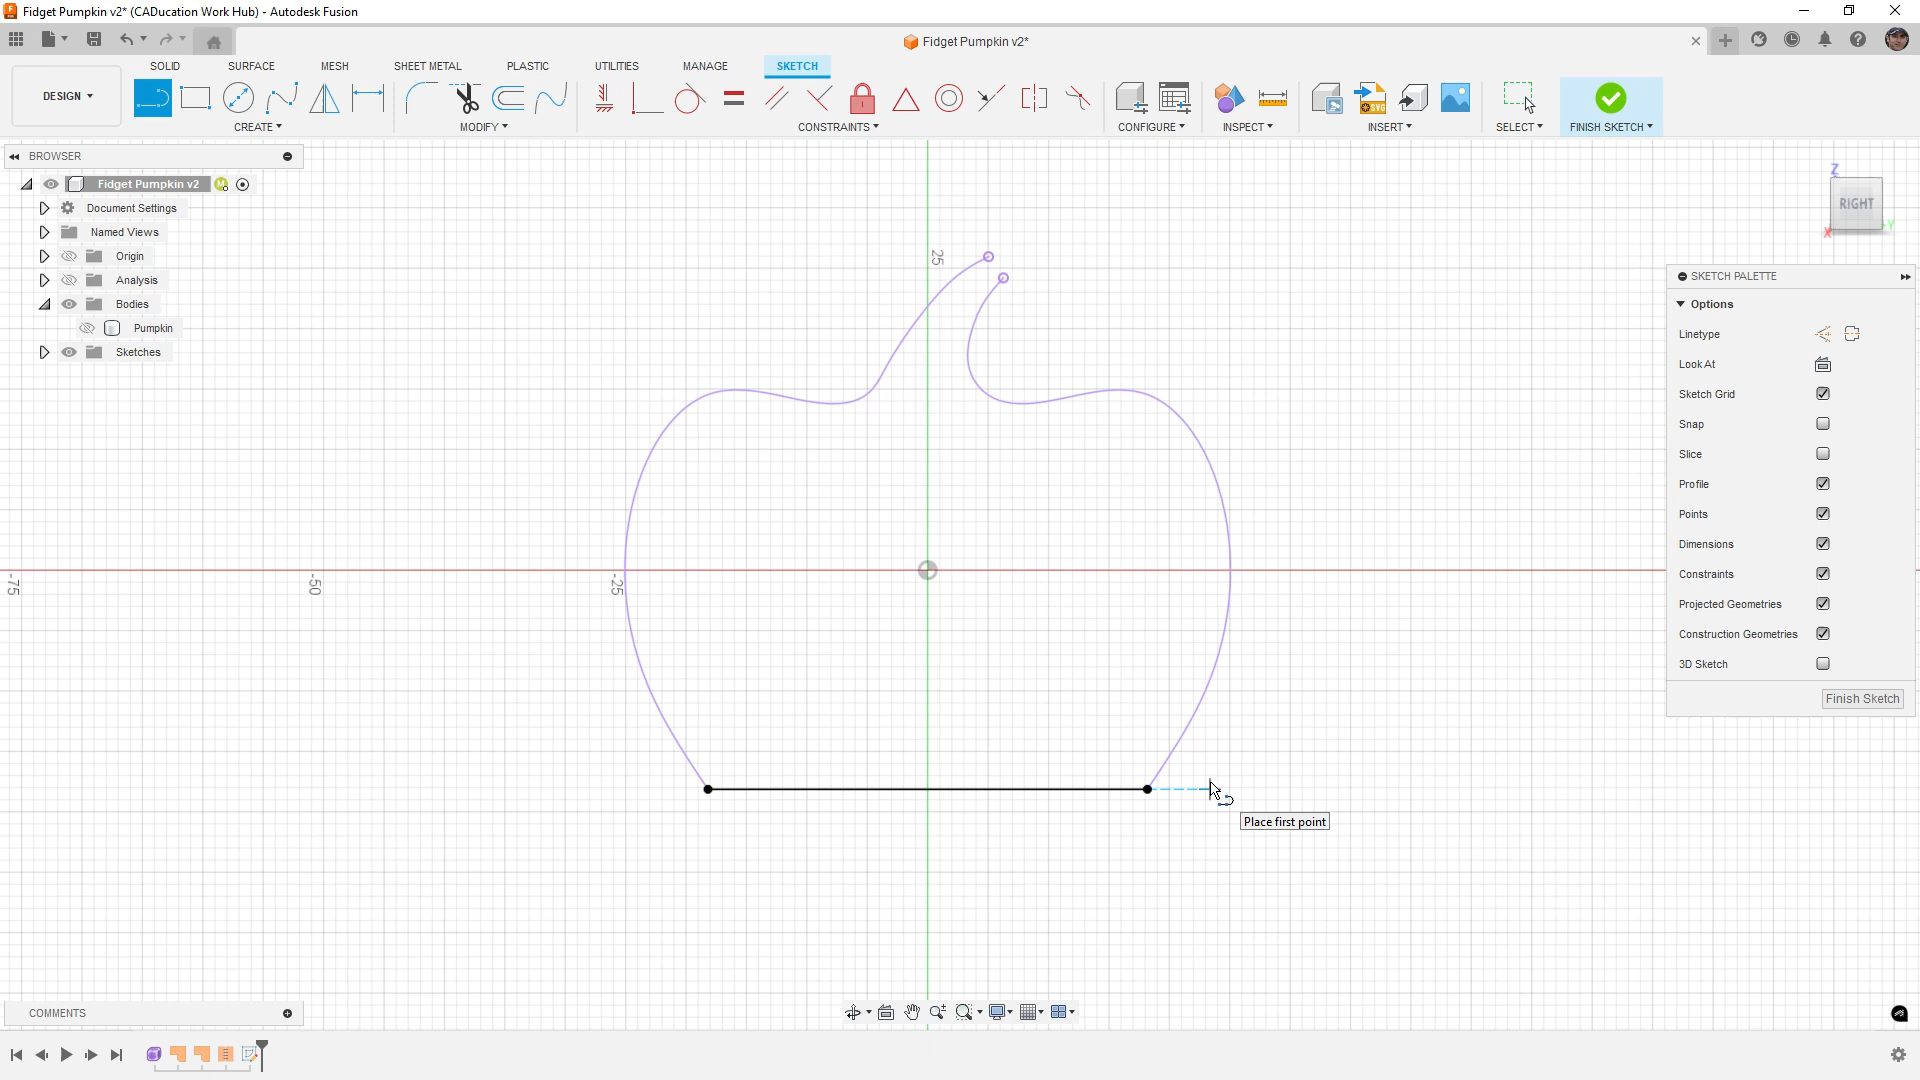 Fidget Pumpkin v2* (CADucation Work Hub) - Autodesk Fusion
Fidget Pumpkin v2*
SOLID SURFACE MESH SHEET METAL PLASTIC UTILITIES MANAGE SKETCH
DESIGN
CREATE MODIFY CONSTRAINTS CONFIGURE INSPECT INSERT SELECT FINISH SKETCH
BROWSER
Fidget Pumpkin v2
Document Settings
Named Views
Origin
Analysis
Bodies
Pumpkin
Sketches
25
-75
-50
-25
Place first point
Z
RIGHT
X
Y
SKETCH PALETTE
Options
Linetype
Look At
Sketch Grid
Snap
Slice
Profile
Points
Dimensions
Constraints
Projected Geometries
Construction Geometries
3D Sketch
Finish Sketch
COMMENTS